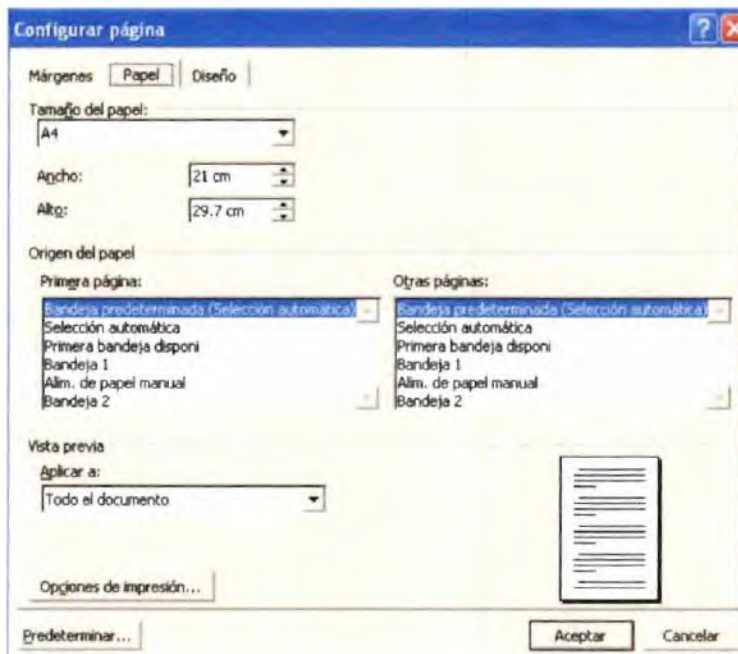 Configurar página
Márgenes Papel Diseño
Tamaño del papel:
A4
Ancho: 21 cm
Alto: 29.7 cm
Origen del papel
Primera página: Otras páginas:
Bandeja predeterminada (Selección automática) Bandeja predeterminada (Selección automática)
Selección automática Selección automática
Primera bandeja disponi Primera bandeja disponi
Bandeja 1 Bandeja 1
Alim. de papel manual Alim. de papel manual
Bandeja 2 Bandeja 2
Vista previa
Aplicar a:
Todo el documento
Opciones de impresión...
Predeterminar... Aceptar Cancelar